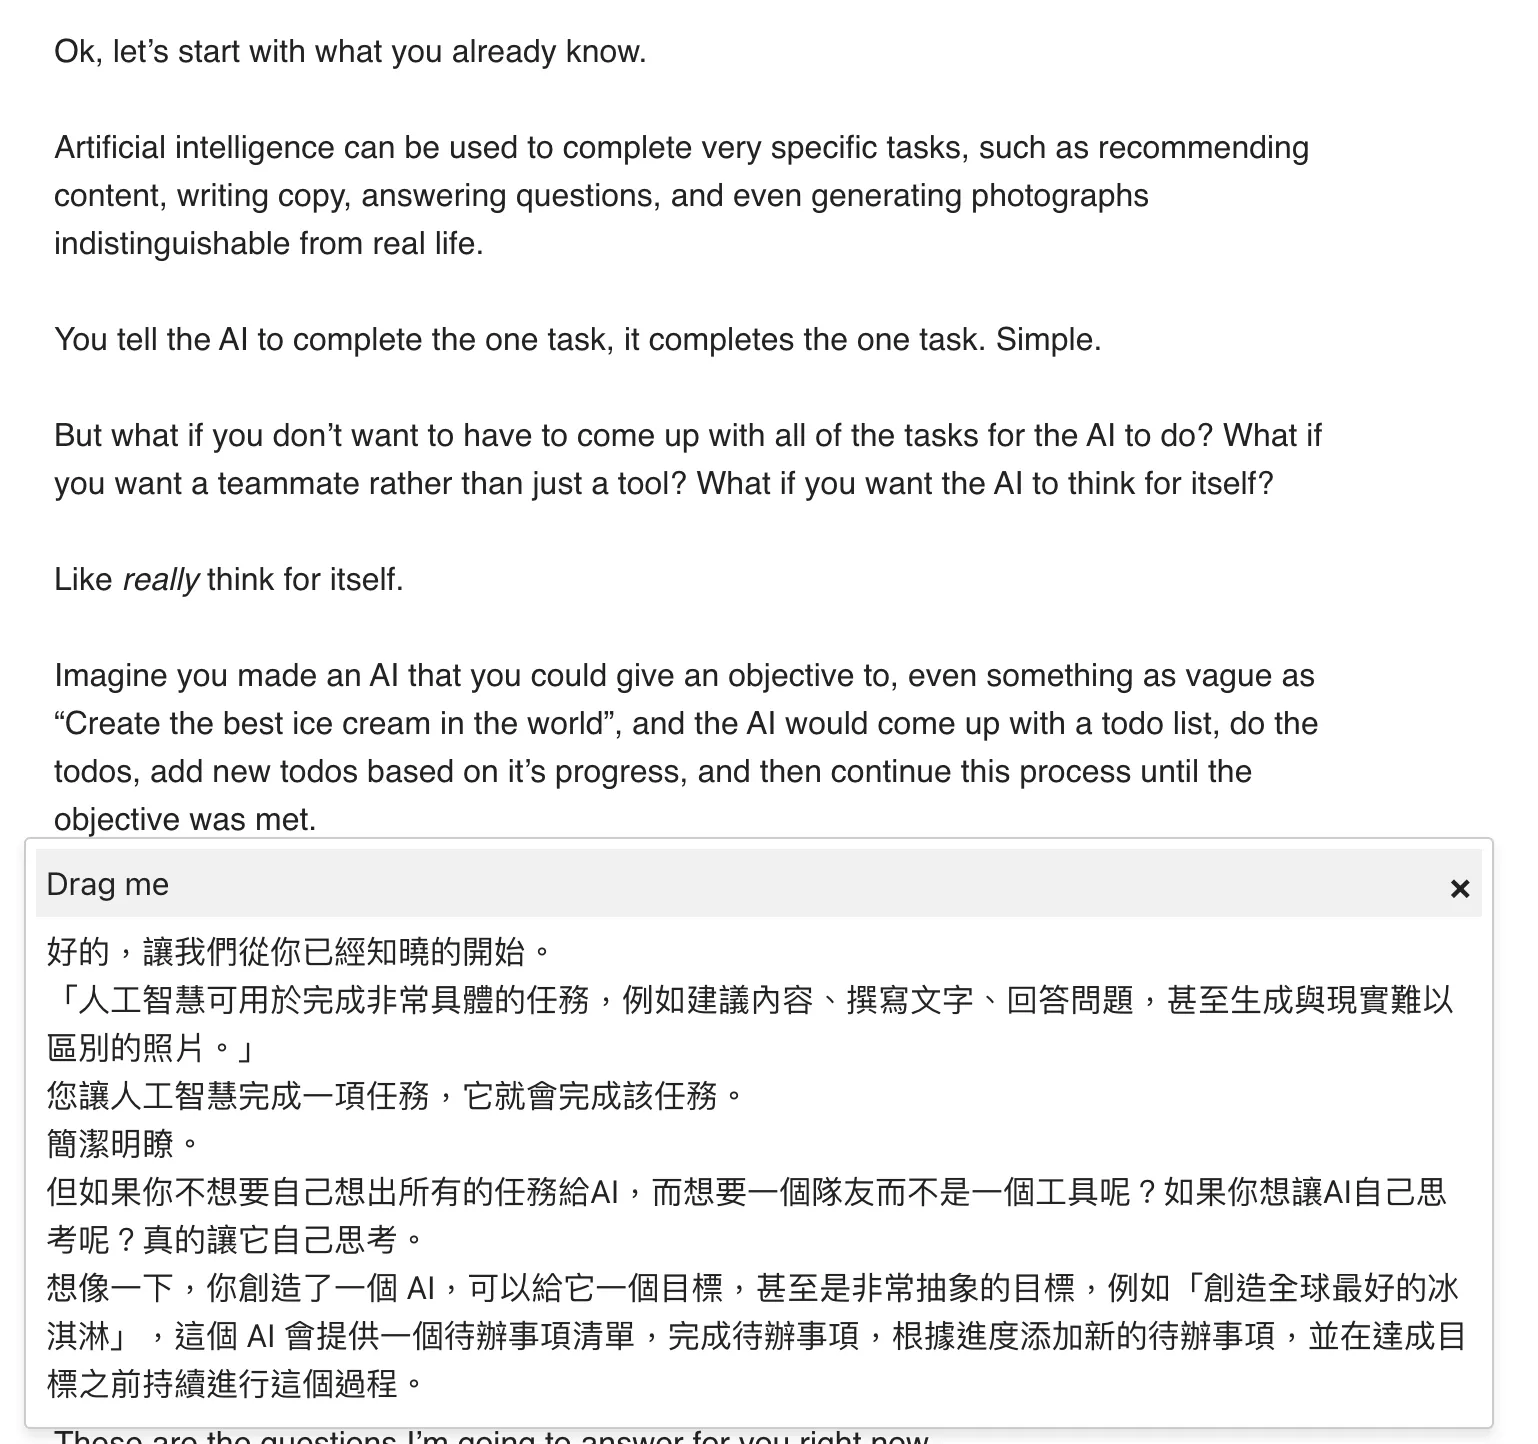 Ok, let’s start with what you already know.
Artificial intelligence can be used to complete very specific tasks, such as recommending
content, writing copy, answering questions, and even generating photographs
indistinguishable from real life.
You tell the AI to complete the one task, it completes the one task. Simple.
But what if you don’t want to have to come up with all of the tasks for the AI to do? What if
you want a teammate rather than just a tool? What if you want the AI to think for itself?
Like really think for itself.
Imagine you made an AI that you could give an objective to, even something as vague as
“Create the best ice cream in the world”, and the AI would come up with a todo list, do the
todos, add new todos based on it’s progress, and then continue this process until the
objective was met.
Drag me ×
好的，讓我們從你已經知曉的開始。
「人工智慧可用於完成非常具體的任務，例如建議內容、撰寫文字、回答問題，甚至生成與現實難以
區別的照片。」
您讓人工智慧完成一項任務，它就會完成該任務。
簡潔明瞭。
但如果你不想要自己想出所有的任務給AI，而想要一個隊友而不是一個工具呢？如果你想讓AI自己思
考呢？真的讓它自己思考。
想像一下，你創造了一個 AI，可以給它一個目標，甚至是非常抽象的目標，例如「創造全球最好的冰
淇淋」，這個 AI 會提供一個待辦事項清單，完成待辦事項，根據進度添加新的待辦事項，並在達成目
標之前持續進行這個過程。
These are the questions I’m going to answer for you right now